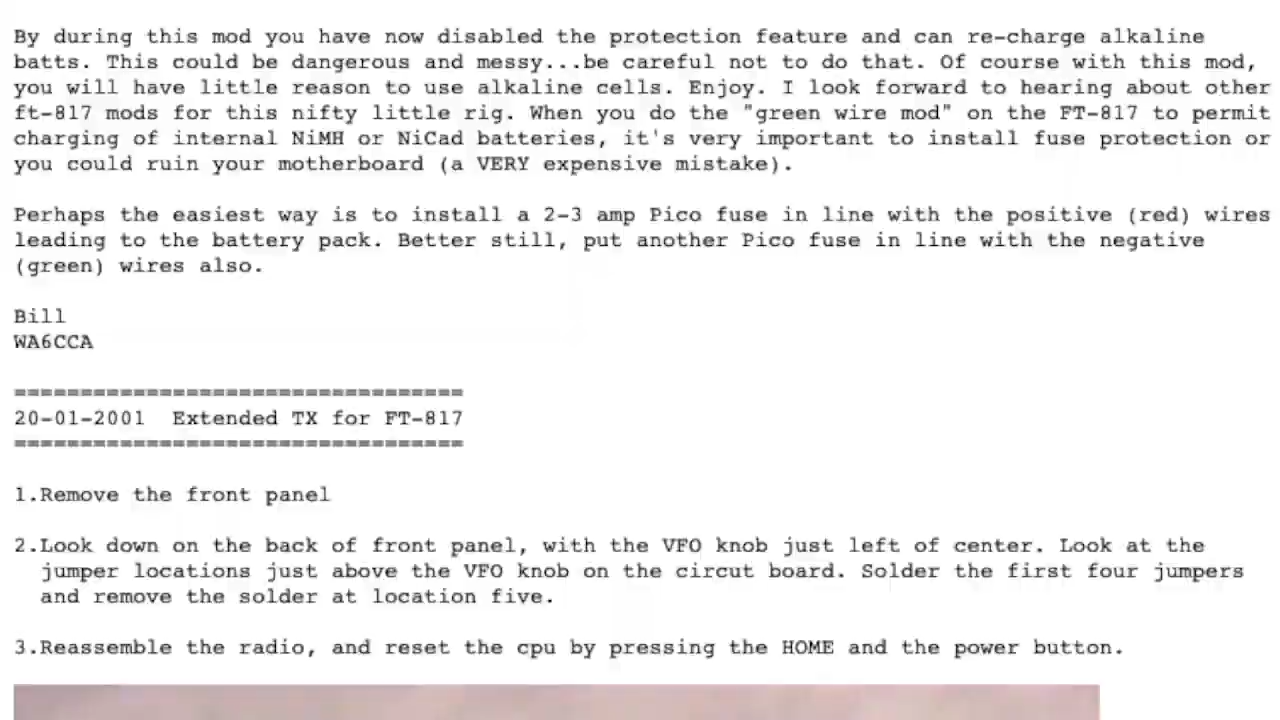 By during this mod you have now disabled the protection feature and can re-charge alkaline
batts. This could be dangerous and messy...be careful not to do that. Of course with this mod,
you will have little reason to use alkaline cells. Enjoy. I look forward to hearing about other
ft-817 mods for this nifty little rig. When you do the "green wire mod" on the FT-817 to permit
charging of internal NiMH or NiCad batteries, it's very important to install fuse protection or
you could ruin your motherboard (a VERY expensive mistake).
Perhaps the easiest way is to install a 2-3 amp Pico fuse in line with the positive (red) wires
leading to the battery pack. Better still, put another Pico fuse in line with the negative
(green) wires also.
Bill
WA6CCA
==================================
20-01-2001  Extended TX for FT-817
==================================
1.Remove the front panel
2.Look down on the back of front panel, with the VFO knob just left of center. Look at the
jumper locations just above the VFO knob on the circut board. Solder the first four jumpers
and remove the solder at location five.
3.Reassemble the radio, and reset the cpu by pressing the HOME and the power button.